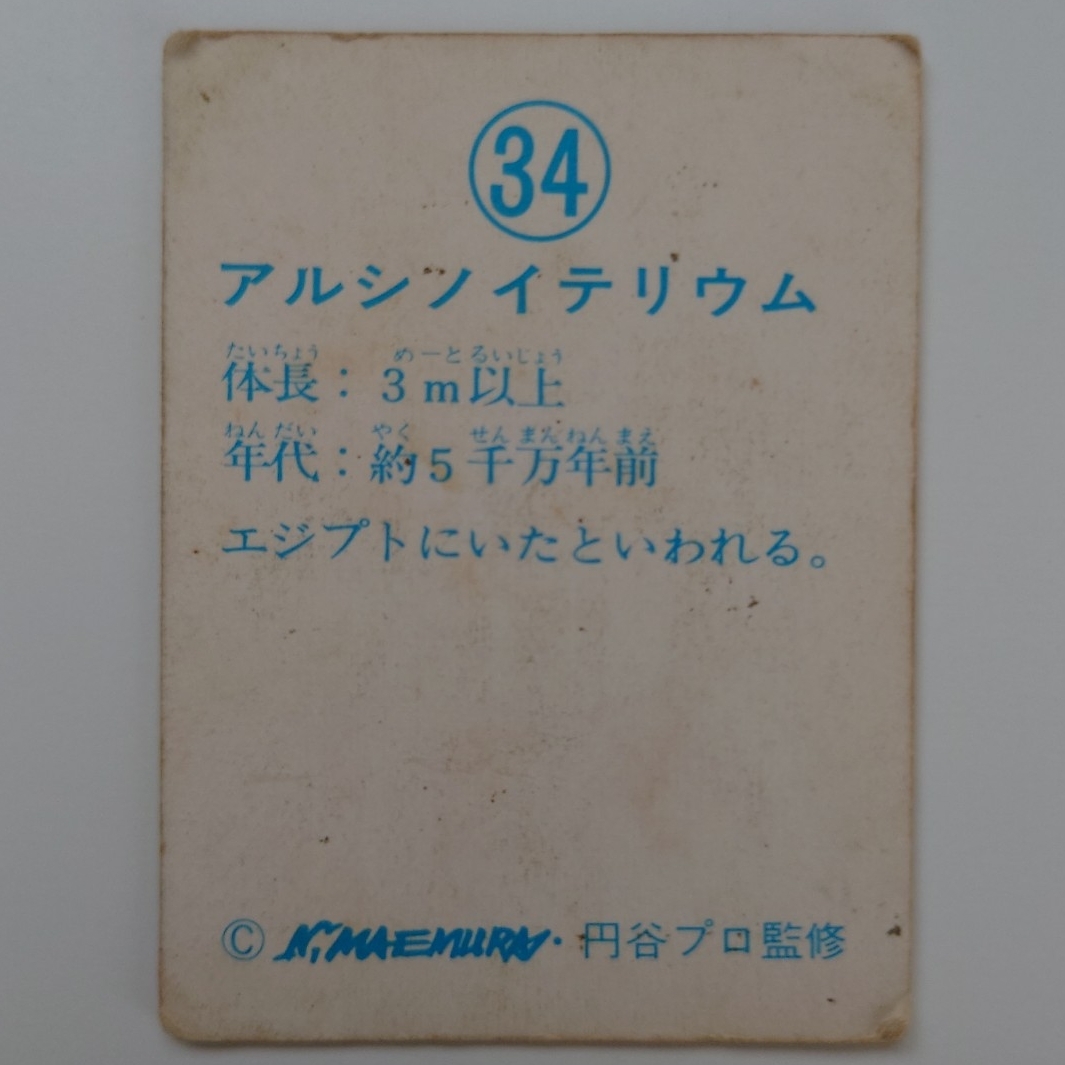 34
アルシノイテリウム
たいちょう めーとるいじょう
体長：3m以上
ねんだい やく せんまんねんまえ
年代：約5千万年前
エジプトにいたといわれる。
© N, MAEMURA・円谷プロ監修